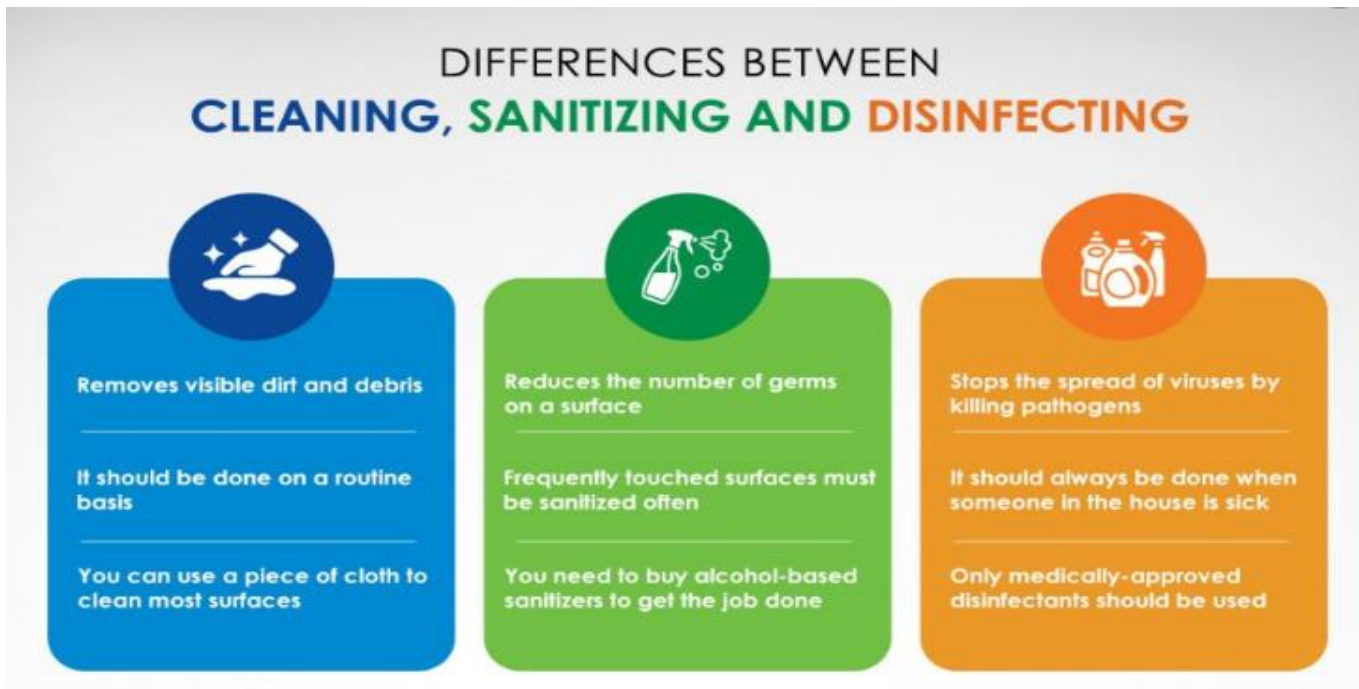 DIFFERENCES BETWEEN
CLEANING, SANITIZING AND DISINFECTING
Removes visible dirt and debris
It should be done on a routine
basis
You can use a piece of cloth to
clean most surfaces
Reduces the number of germs
on a surface
Frequently touched surfaces must
be sanitized often
You need to buy alcohol-based
sanitizers to get the job done
Stops the spread of viruses by
killing pathogens
It should always be done when
someone in the house is sick
Only medically-approved
disinfectants should be used